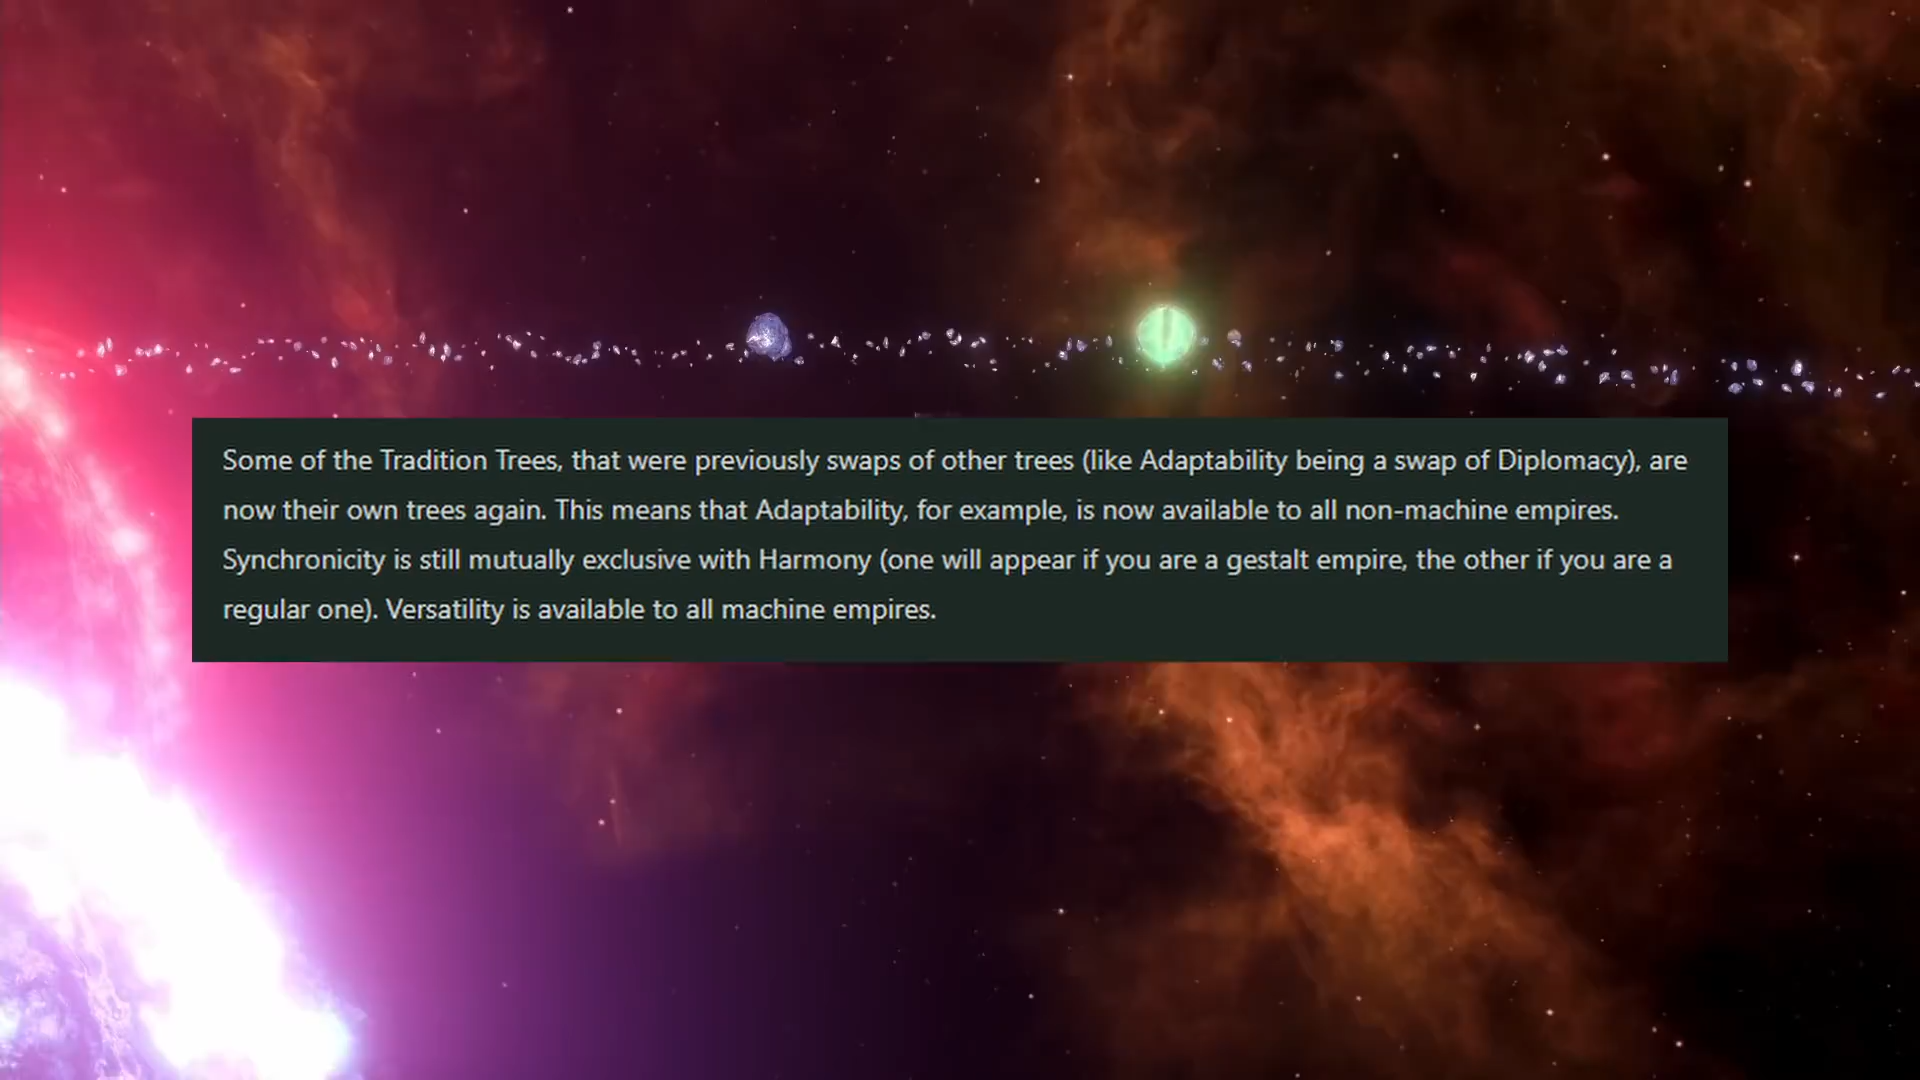 Some of the Tradition Trees, that were previously swaps of other trees (like Adaptability being a swap of Diplomacy), are
now their own trees again. This means that Adaptability, for example, is now available to all non-machine empires.
Synchronicity is still mutually exclusive with Harmony (one will appear if you are a gestalt empire, the other if you are a
regular one). Versatility is available to all machine empires.